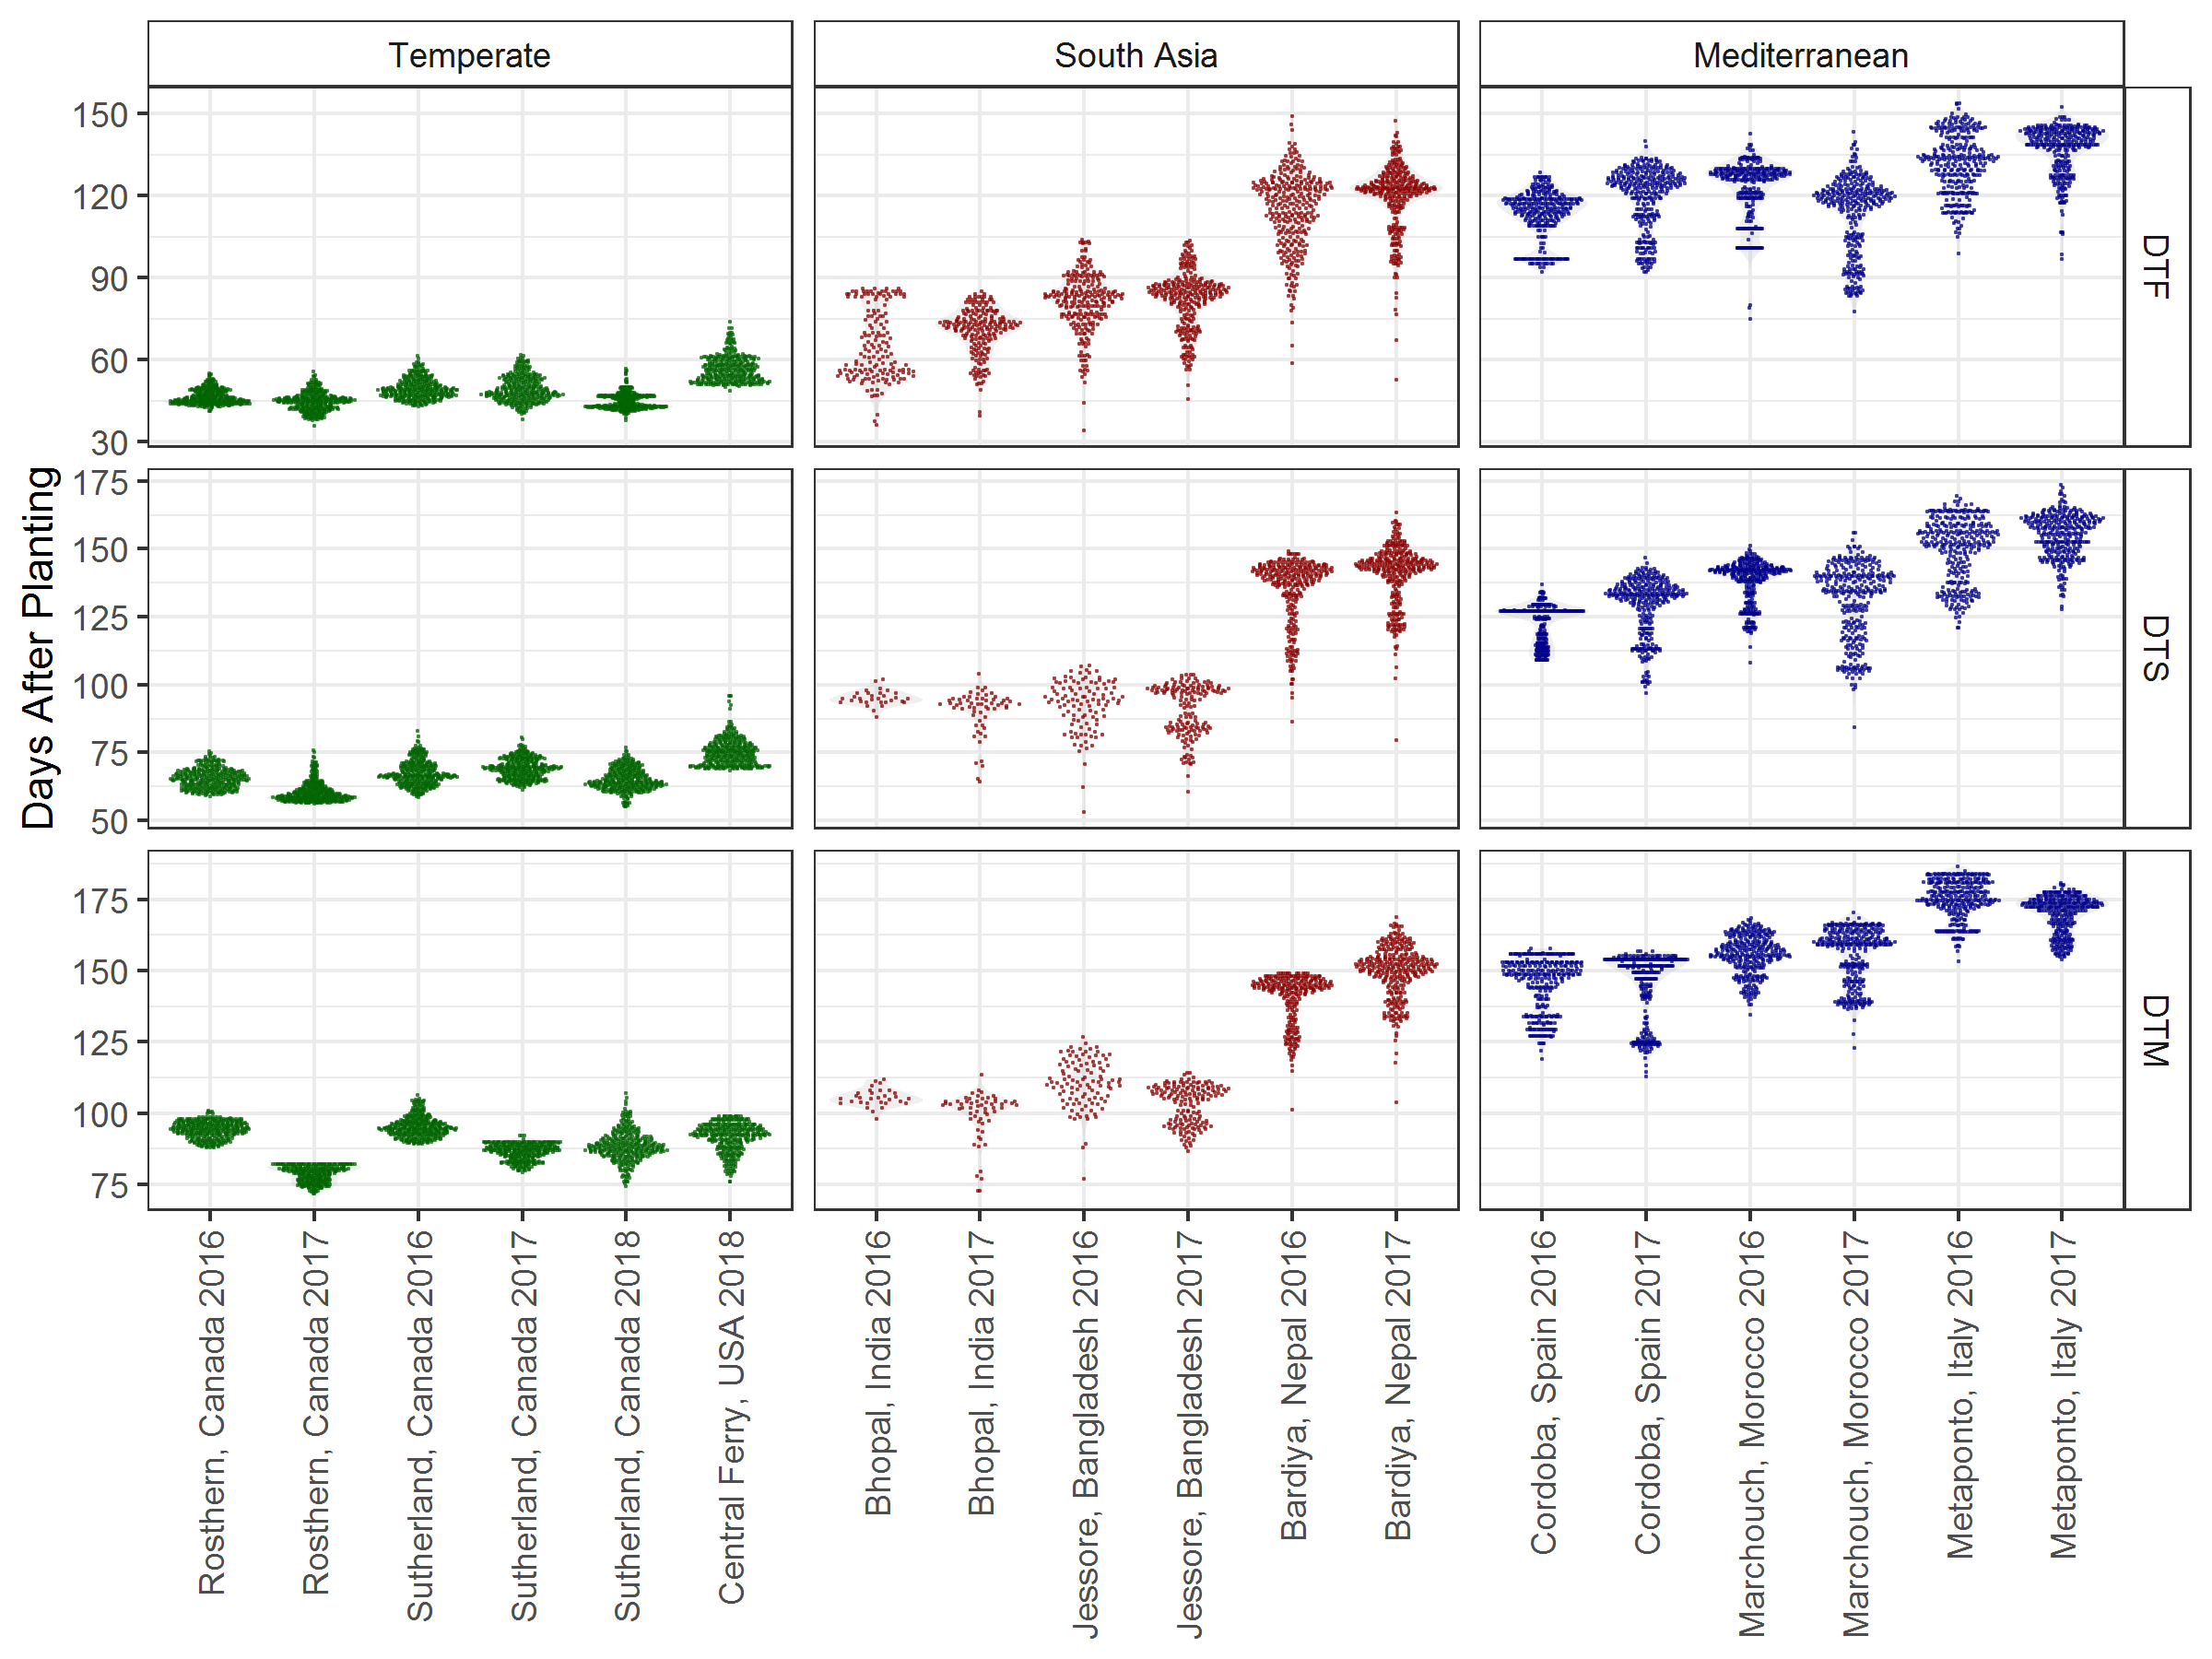 Temperate
South Asia
Mediterranean
Days After Planting
150
120
90
60
30
DTF
175
150
125
100
75
50
DTS
175
150
125
100
75
DTM
Rosthern, Canada 2016
Rosthern, Canada 2017
Sutherland, Canada 2016
Sutherland, Canada 2017
Sutherland, Canada 2018
Central Ferry, USA 2018
Bhopal, India 2016
Bhopal, India 2017
Jessore, Bangladesh 2016
Jessore, Bangladesh 2017
Bardiya, Nepal 2016
Bardiya, Nepal 2017
Cordoba, Spain 2016
Cordoba, Spain 2017
Marchouch, Morocco 2016
Marchouch, Morocco 2017
Metaponto, Italy 2016
Metaponto, Italy 2017